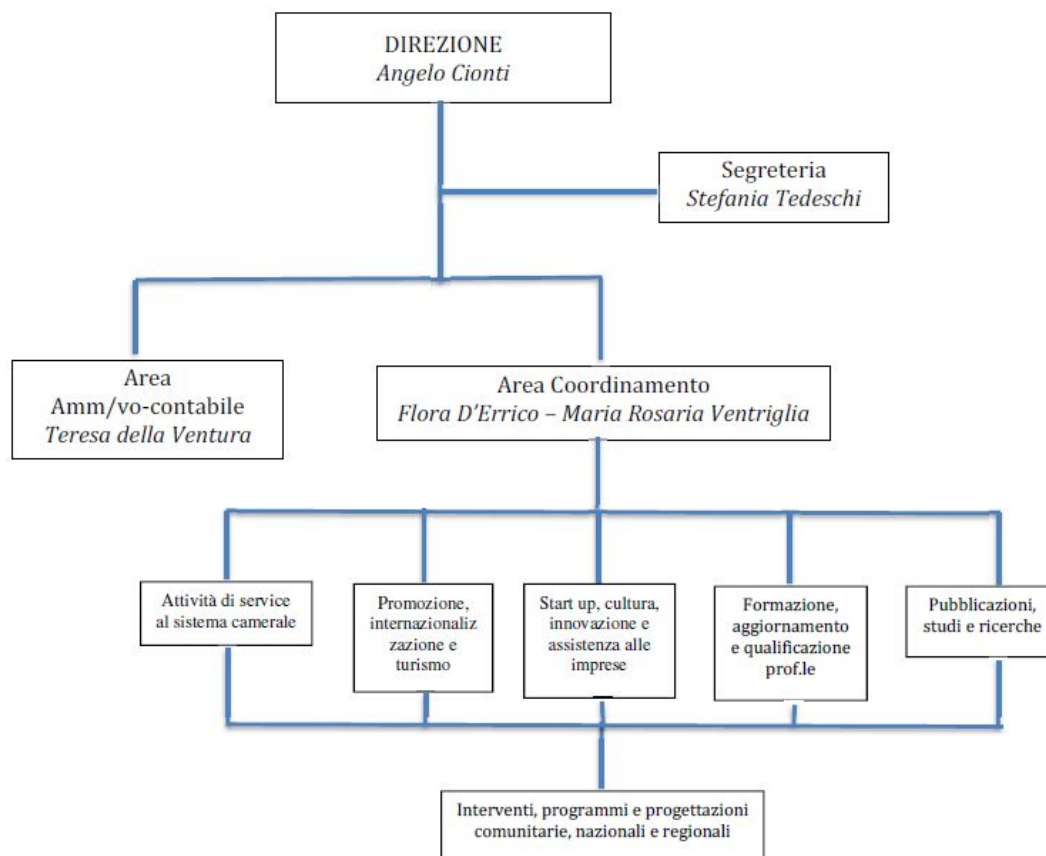 DIREZIONE
Angelo Cionti
Segreteria
Stefania Tedeschi
Area
Amm/vo-contabile
Teresa della Ventura
Area Coordinamento
Flora D'Errico – Maria Rosaria Ventriglia
Attività di service
al sistema camerale
Promozione,
internazionaliz
zazione e
turismo
Start up, cultura,
innovazione e
assistenza alle
imprese
Formazione,
aggiornamento
e qualificazione
prof.le
Pubblicazioni,
studi e ricerche
Interventi, programmi e progettazioni
comunitarie, nazionali e regionali